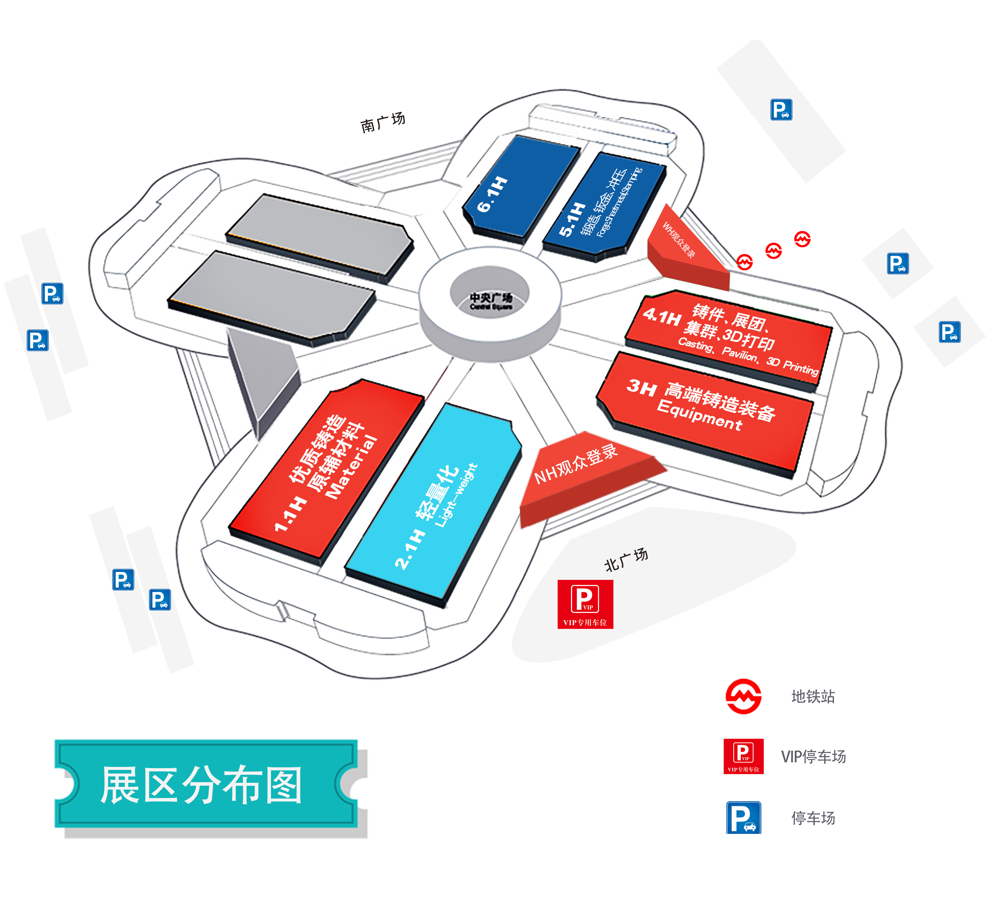 南广场
6.1H
5.1H
锻造、钣金、冲压
Forge,Sheetmetal,Stamping
WH观众登录
P
P
P
P
P
中央广场
Central Square
4.1H
铸件、展团、
集群、3D打印
Casting、Pavilion、3D Printing
3H
高端铸造装备
Equipment
1.1H
优质铸造
原辅材料
Material
2.1H
轻量化
Light—weight
NH观众登录
北广场
P
P
P
VIP
VIP专用车位
地铁站
P
VIP
VIP专用车位
VIP停车场
P
停车场
展区分布图